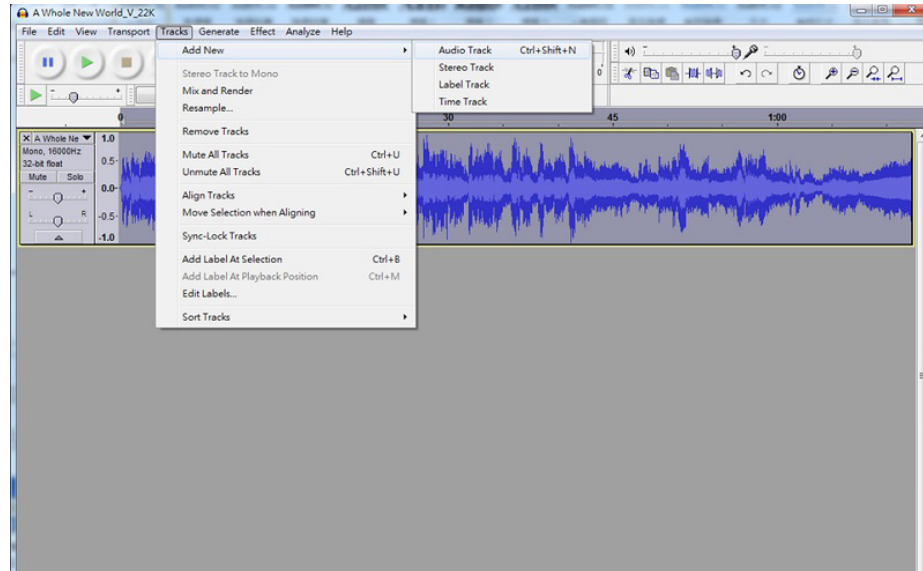 A Whole New World_V_22K
File Edit View Transport Tracks Generate Effect Analyze Help
Add New
Audio Track Ctrl+Shift+N
Stereo Track
Label Track
Time Track
Stereo Track to Mono
Mix and Render
Resample...
Remove Tracks
Mute All Tracks Ctrl+U
Unmute All Tracks Ctrl+Shift+U
Align Tracks
Move Selection when Aligning
Sync-Lock Tracks
Add Label At Selection Ctrl+B
Add Label At Playback Position Ctrl+M
Edit Labels...
Sort Tracks
0 30 45 1:00
A Whole Ne
Mono, 16000Hz
32-bit float
Mute Solo
- +
L R
1.0
0.5-
0.0-
-0.5-
-1.0